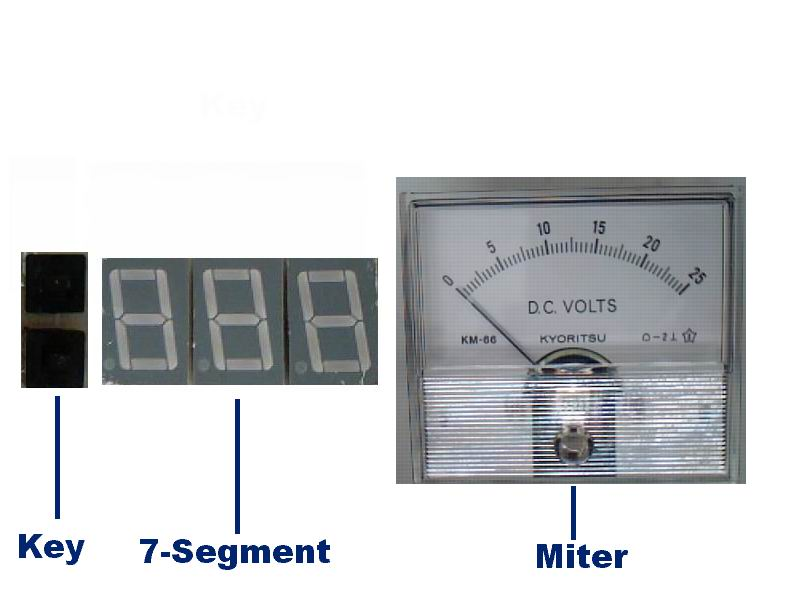 Key
0 5 10 15 20 25
D.C. VOLTS
KM-66 KYORITSU
Key 7-Segment Miter